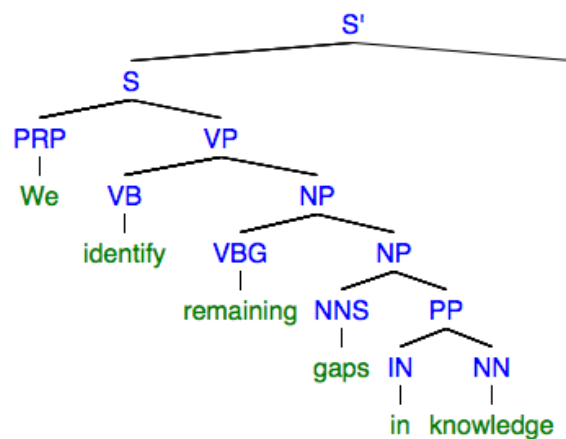 S'
S
PRP VP
We VB NP
identify VBG NP
remaining NNS PP
gaps IN NN
in knowledge